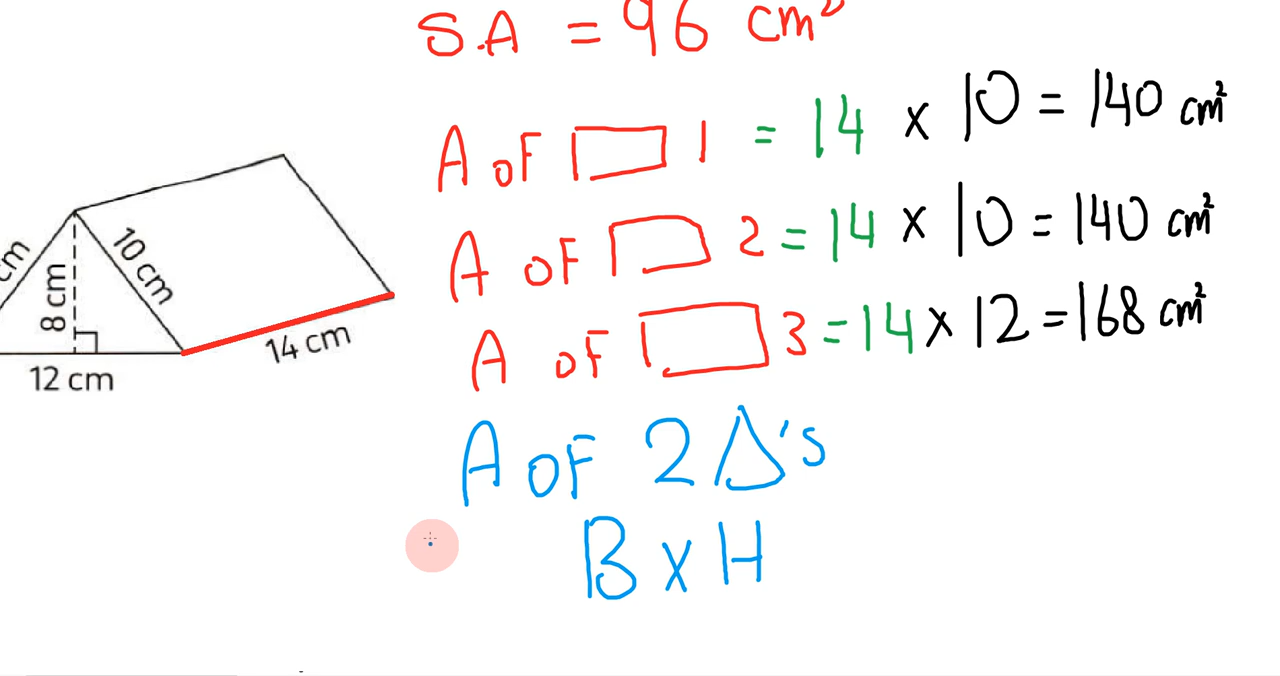 S.A = 96 cm²
A of ▭ 1 = 14 × 10 = 140 cm²
A of ▭ 2 = 14 × 10 = 140 cm²
A of ▭ 3 = 14 × 12 = 168 cm²
A of 2 Δ's
B × H
cm
8 cm
10 cm
12 cm
14 cm